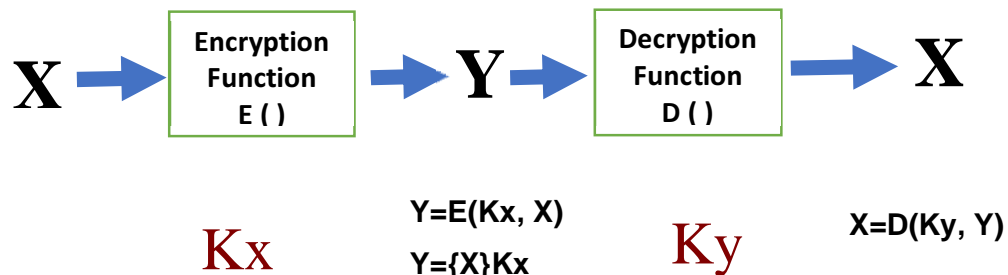 X
Encryption
Function
E ( )
Y
Decryption
Function
D ( )
X
Kx
Y=E(Kx, X)
Y={X}Kx
Ky
X=D(Ky, Y)